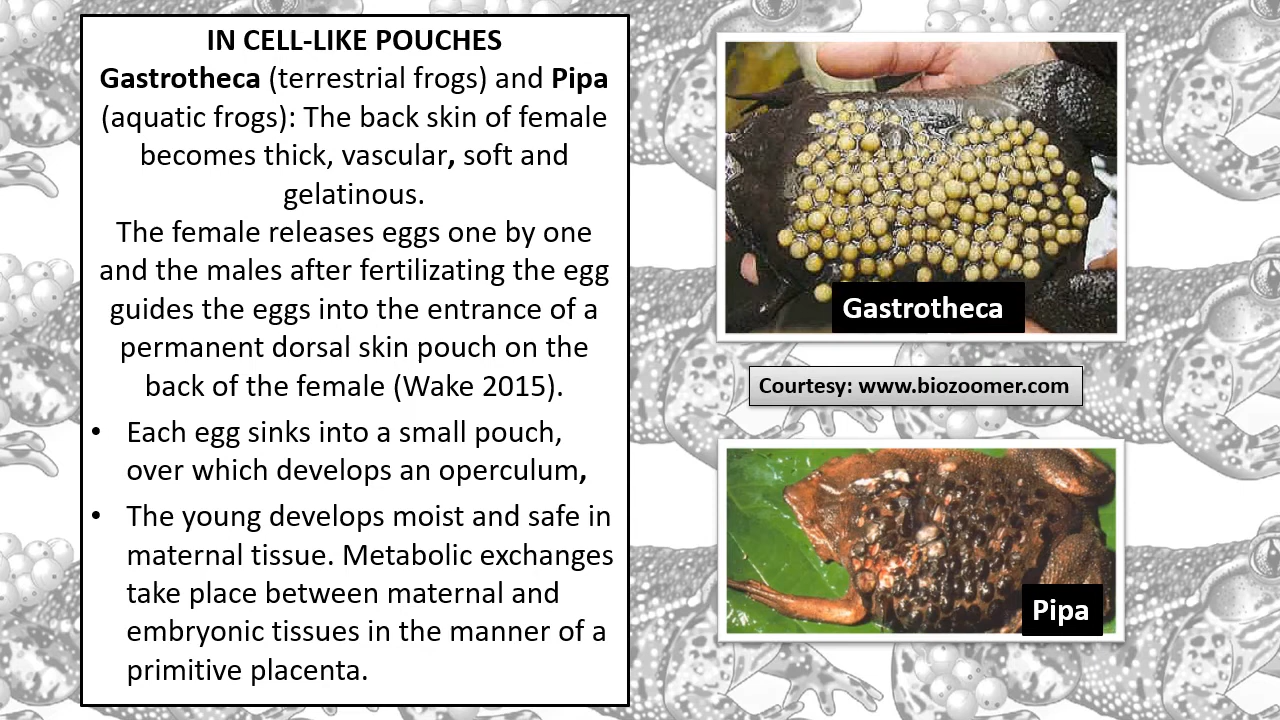 IN CELL-LIKE POUCHES
Gastrotheca (terrestrial frogs) and Pipa
(aquatic frogs): The back skin of female
becomes thick, vascular, soft and
gelatinous.
The female releases eggs one by one
and the males after fertilizating the egg
guides the eggs into the entrance of a
permanent dorsal skin pouch on the
back of the female (Wake 2015).
• Each egg sinks into a small pouch,
over which develops an operculum,
• The young develops moist and safe in
maternal tissue. Metabolic exchanges
take place between maternal and
embryonic tissues in the manner of a
primitive placenta.
Gastrotheca
Courtesy: www.biozoomer.com
Pipa